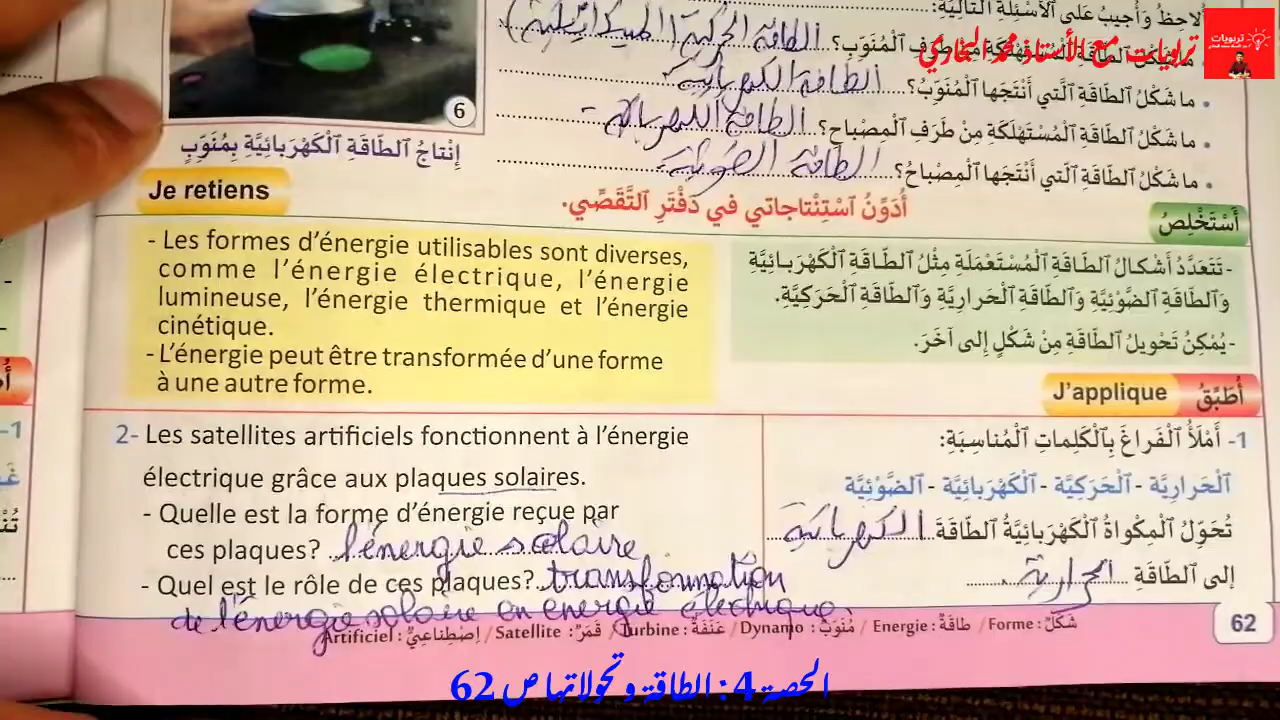 أُلاحِظُ وَأُجيبُ عَلى ٱلْأَسْئِلَةِ ٱلتّالِيَةِ:
الطاقة الحركية (الميكانيكية)
ٱلطّاقَةِ ٱلْمُسْتَهْلَكَةِ مِنْ طَرَفِ ٱلْمُنَوِّبِ؟
تربويات مع الأستاذ محمد البخاري
تربويات
• ما شَكْلُ ٱلطّاقَةِ ٱلَّتي أَنْتَجَها ٱلْمُنَوِّبُ؟ الطاقة الكهربائية
• ما شَكْلُ ٱلطّاقَةِ ٱلْمُسْتَهْلَكَةِ مِنْ طَرَفِ ٱلْمِصْباحِ؟ الطاقة الكهربائية
• ما شَكْلُ ٱلطّاقَةِ ٱلَّتي أَنْتَجَها ٱلْمِصْباحُ؟ الطاقة الضوئية
6
إِنْتاجُ ٱلطّاقَةِ ٱلْكَهْرَبائِيَّةِ بِمُنَوِّبٍ
أُدَوِّنُ ٱسْتِنْتاجاتي في دَفْتَرِ ٱلتَّقَصِّي.
Je retiens
أَسْتَخْلِصُ
- Les formes d’énergie utilisables sont diverses,
comme l’énergie électrique, l’énergie
lumineuse, l’énergie thermique et l’énergie
cinétique.
- L’énergie peut être transformée d’une forme
à une autre forme.
- تَتَعَدَّدُ أَشْكالُ ٱلطّاقَةِ ٱلْمُسْتَعْمَلَةِ مِثْلُ ٱلطّاقَةِ ٱلْكَهْرَبائِيَّةِ
وَٱلطّاقَةِ ٱلضَّوْئِيَّةِ وَٱلطّاقَةِ ٱلْحَرارِيَّةِ وَٱلطّاقَةِ ٱلْحَرَكِيَّةِ.
- يُمْكِنُ تَحْويلُ ٱلطّاقَةِ مِنْ شَكْلٍ إِلى آخَرَ.
J’applique أُطَبِّقُ
2- Les satellites artificiels fonctionnent à l’énergie
électrique grâce aux plaques solaires.
- Quelle est la forme d’énergie reçue par
ces plaques? l'énergie solaire
- Quel est le rôle de ces plaques? transformation
de l'énergie solaire en énergie électrique.
1- أَمْلَأُ ٱلْفَراغَ بِٱلْكَلِماتِ ٱلْمُناسِبَةِ:
ٱلْحَرارِيَّة - ٱلْحَرَكِيَّة - ٱلْكَهْرَبائِيَّة - ٱلضَّوْئِيَّة
تُحَوِّلُ ٱلْمِكْواةُ ٱلْكَهْرَبائِيَّةُ ٱلطّاقَةَ الكهربائية
إِلى ٱلطّاقَةِ الحرارية
Artificiel : إِصْطِناعِيٌّ / Satellite : قَمَرٌ / Turbine : عَنَفَةٌ / Dynamo : مُنَوِّبٌ / Energie : طاقَةٌ / Forme : شَكْلٌ
62
الحصة 4 : الطاقة وتحولاتها ص 62